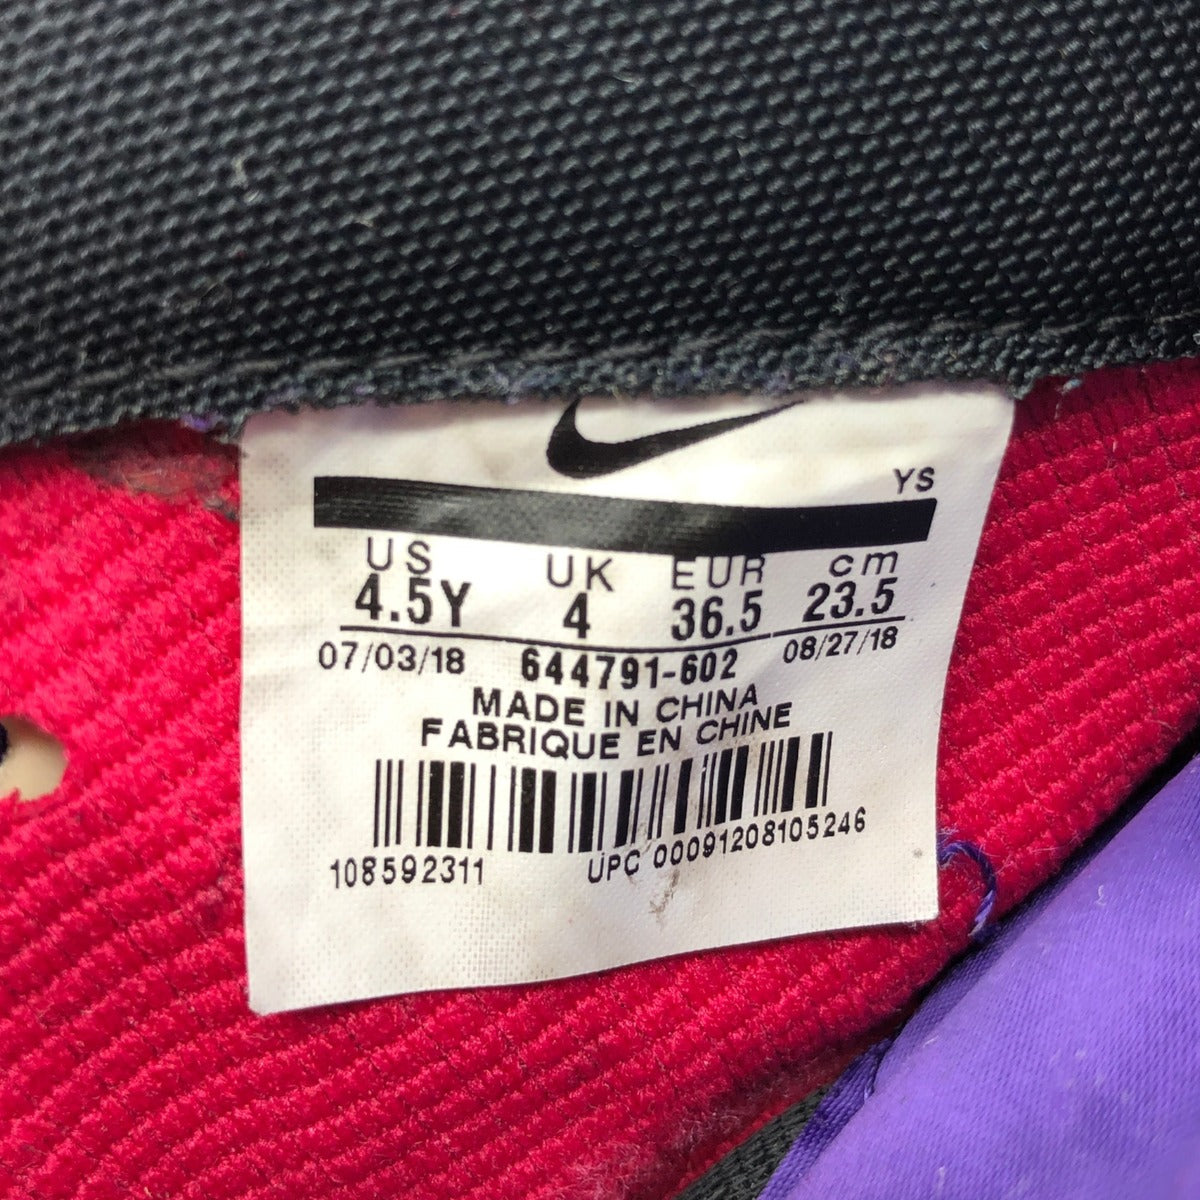 YS
US UK EUR cm
4.5Y 4 36.5 23.5
07/03/18 644791-602 08/27/18
MADE IN CHINA
FABRIQUE EN CHINE
108592311 UPC 00091208105246